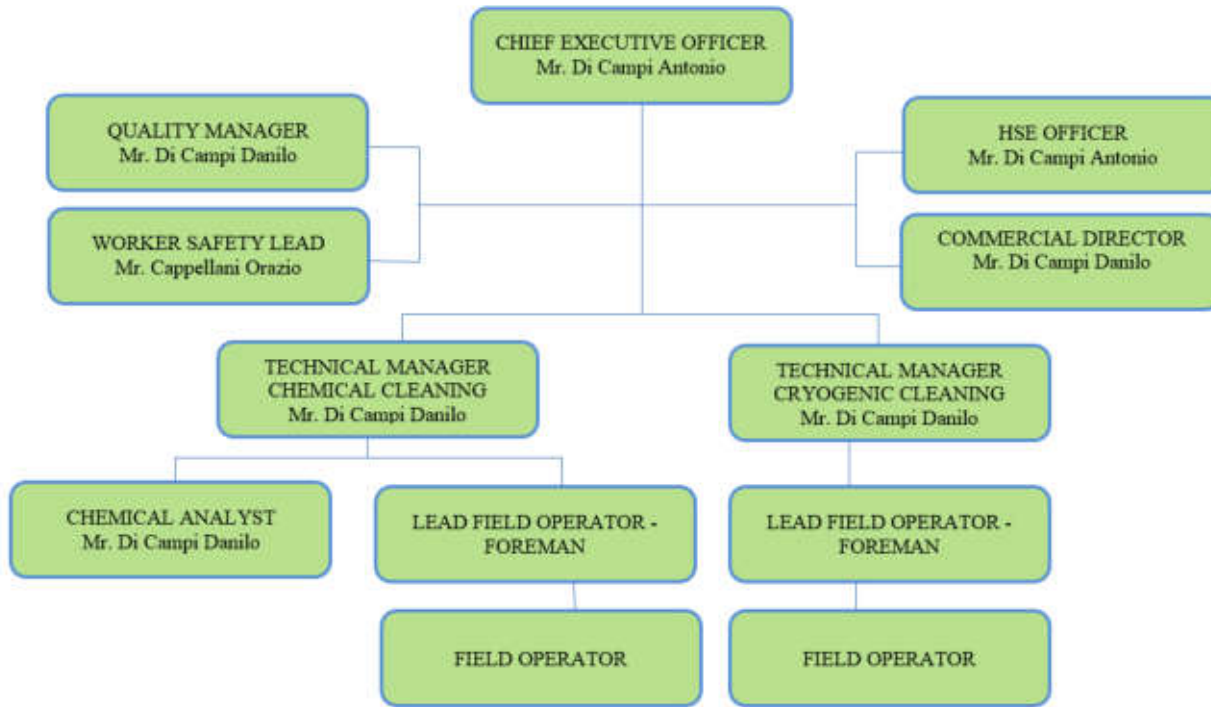 CHIEF EXECUTIVE OFFICER
Mr. Di Campi Antonio
QUALITY MANAGER
Mr. Di Campi Danilo
HSE OFFICER
Mr. Di Campi Antonio
WORKER SAFETY LEAD
Mr. Cappellani Orazio
COMMERCIAL DIRECTOR
Mr. Di Campi Danilo
TECHNICAL MANAGER
CHEMICAL CLEANING
Mr. Di Campi Danilo
TECHNICAL MANAGER
CRYOGENIC CLEANING
Mr. Di Campi Danilo
CHEMICAL ANALYST
Mr. Di Campi Danilo
LEAD FIELD OPERATOR -
FOREMAN
LEAD FIELD OPERATOR -
FOREMAN
FIELD OPERATOR
FIELD OPERATOR